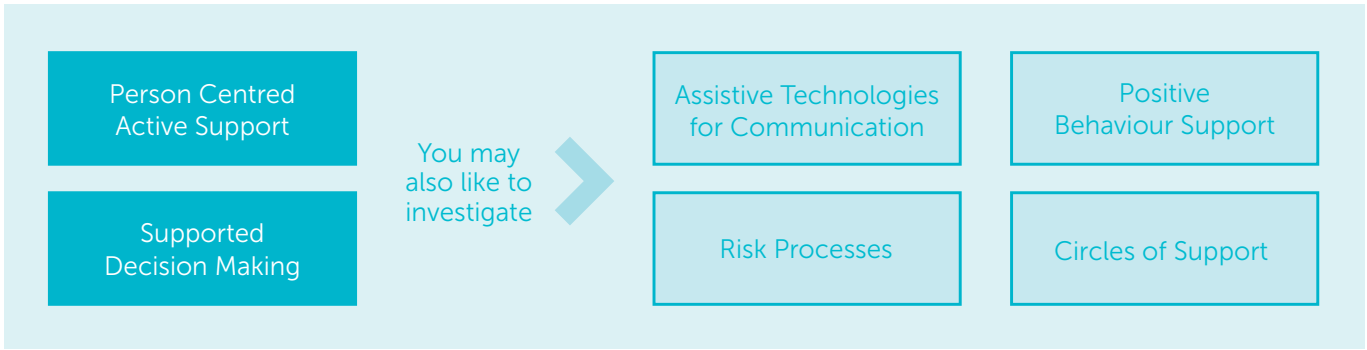 Person Centred
Active Support
Supported
Decision Making
You may
also like to
investigate
Assistive Technologies
for Communication
Positive
Behaviour Support
Risk Processes
Circles of Support